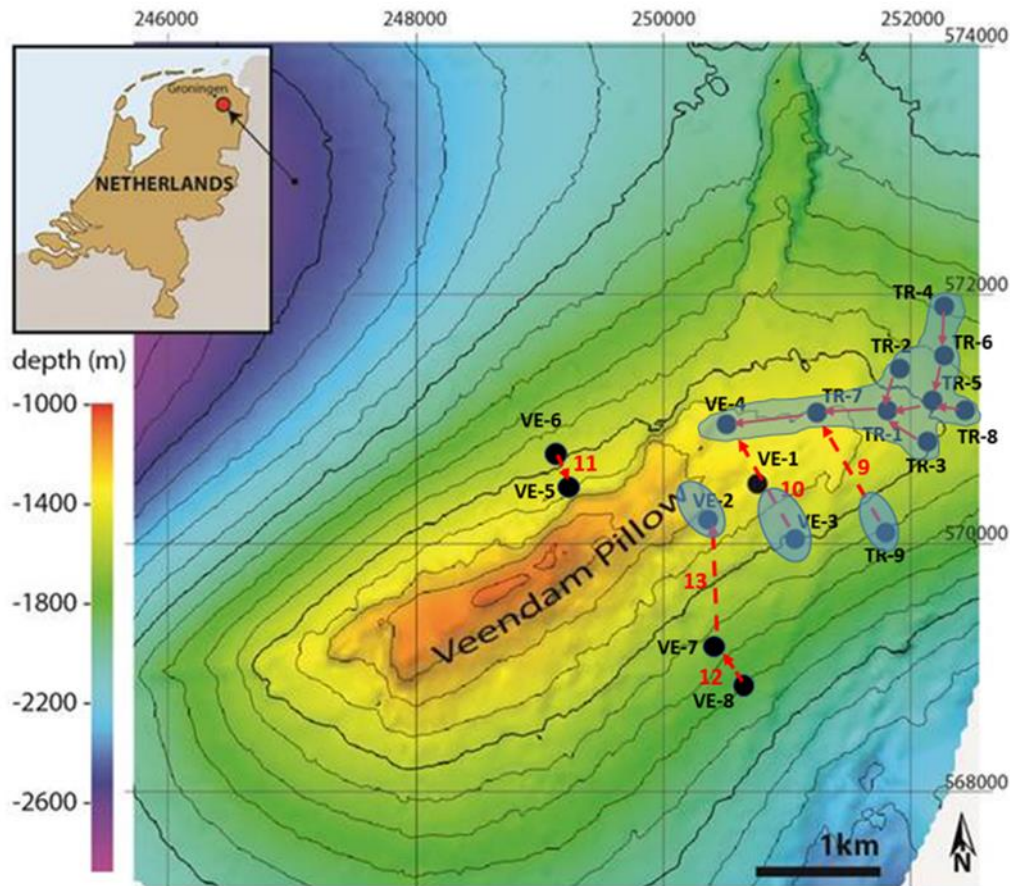 246000
248000
250000
252000
574000
Groningen
NETHERLANDS
572000
TR-4
TR-2
TR-6
depth (m)
TR-5
-1000
TR-7
VE-4
VE-6
TR-1
TR-8
TR-3
11
VE-1
9
VE-5
10
-1400
VE-2
VE-3
570000
TR-9
Veendam Pillow
13
-1800
VE-7
12
VE-8
-2200
568000
-2600
1km
N